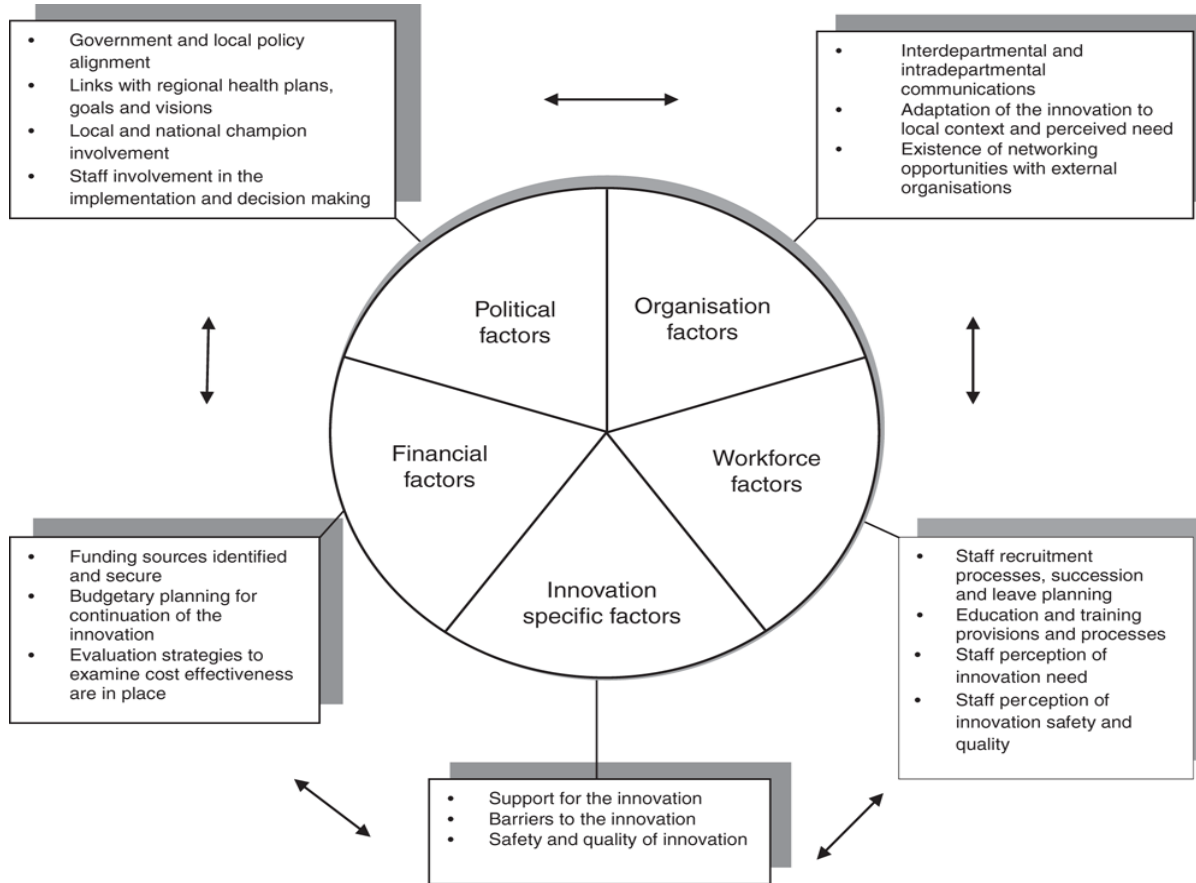 • Government and local policy
alignment
• Links with regional health plans,
goals and visions
• Local and national champion
involvement
• Staff involvement in the
implementation and decision making
• Interdepartmental and
intradepartmental
communications
• Adaptation of the innovation to
local context and perceived need
• Existence of networking
opportunities with external
organisations
Political
factors
Organisation
factors
Financial
factors
Workforce
factors
Innovation
specific factors
• Funding sources identified
and secure
• Budgetary planning for
continuation of the
innovation
• Evaluation strategies to
examine cost effectiveness
are in place
• Staff recruitment
processes, succession
and leave planning
• Education and training
provisions and processes
• Staff perception of
innovation need
• Staff perception of
innovation safety and
quality
• Support for the innovation
• Barriers to the innovation
• Safety and quality of innovation